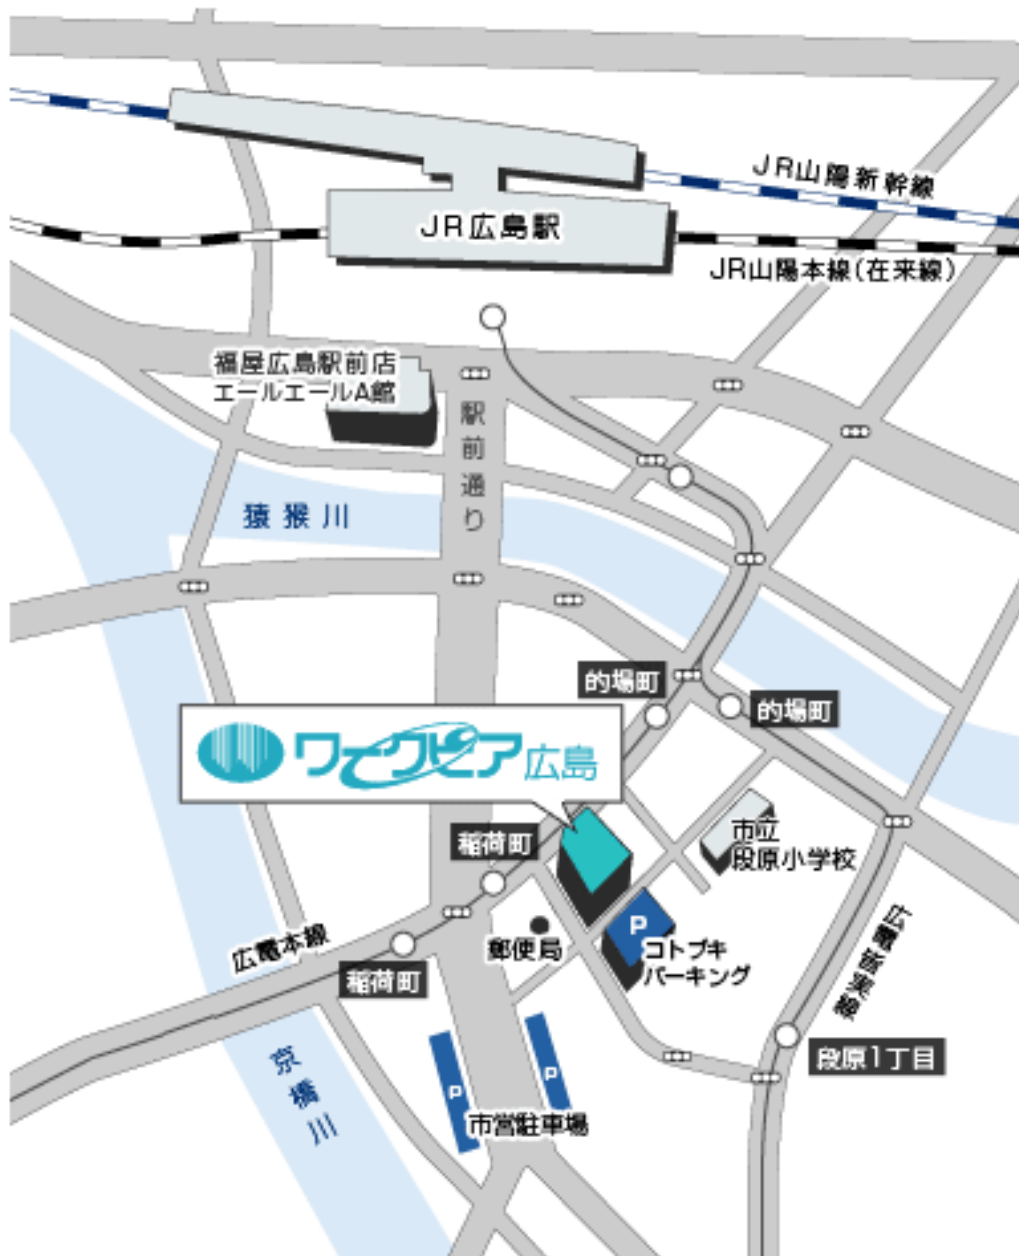 JR山陽新幹線
JR広島駅
JR山陽本線(在来線)
福屋広島駅前店
エールエールA館
駅前通り
猿猴川
的場町
的場町
ワークピア広島
稲荷町
市立
段原小学校
P
コトブキ
パーキング
郵便局
広電本線
稲荷町
広電皆実線
段原1丁目
京橋川
P
P
市営駐車場